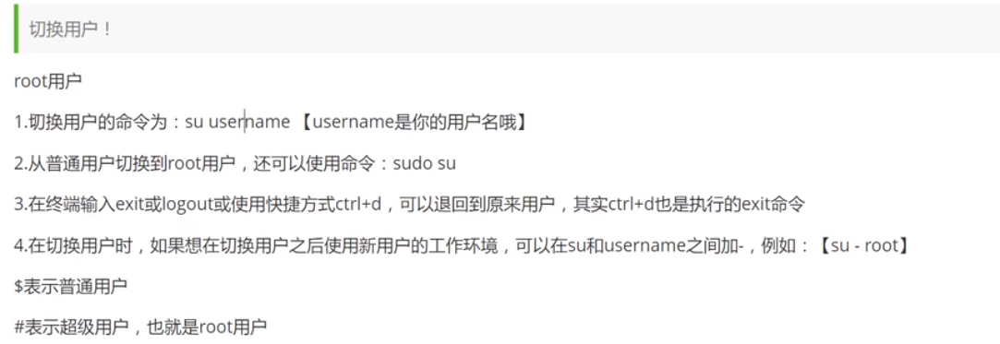 切换用户！
root用户
1.切换用户的命令为：su username 【username是你的用户名哦】
2.从普通用户切换到root用户，还可以使用命令：sudo su
3.在终端输入exit或logout或使用快捷方式ctrl+d，可以退回到原来用户，其实ctrl+d也是执行的exit命令
4.在切换用户时，如果想在切换用户之后使用新用户的工作环境，可以在su和username之间加-，例如：【su - root】
$表示普通用户
#表示超级用户，也就是root用户